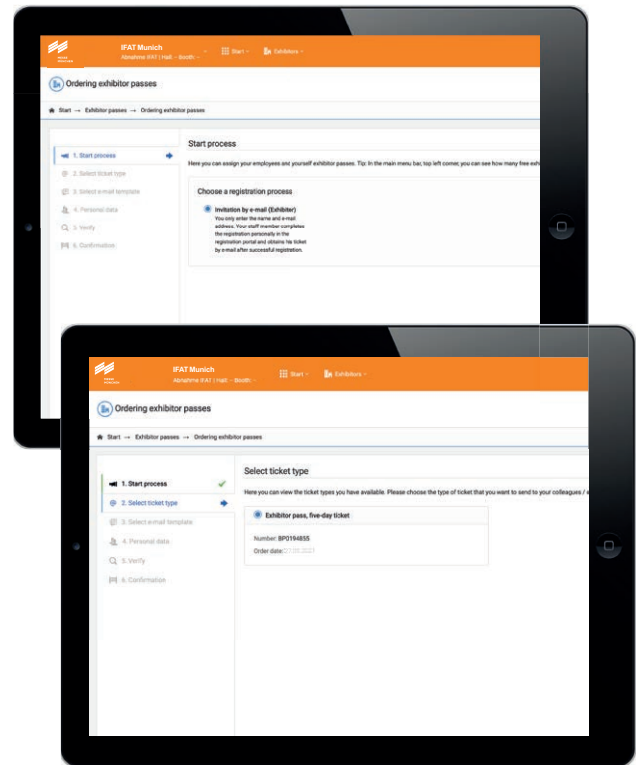 IFAT Munich
Abnahme IFAT | Hall: - Booth: -
Start
Exhibitors
Ordering exhibitor passes
Start → Exhibitor passes → Ordering exhibitor passes
1. Start process
2. Select ticket type
3. Select e-mail template
4. Personal data
5. Verify
6. Confirmation
Start process
Here you can assign your employees and yourself exhibitor passes. Tip: In the main menu bar, top left corner, you can see how many free
Choose a registration process
Invitation by e-mail (Exhibitor)
You only enter the name and e-mail
address. Your staff member completes
the registration personally in the
registration portal and obtains his ticket
by e-mail after successful registration.
IFAT Munich
Abnahme IFAT | Hall: - Booth: -
Start
Exhibitors
Ordering exhibitor passes
Start → Exhibitor passes → Ordering exhibitor passes
1. Start process
2. Select ticket type
3. Select e-mail template
4. Personal data
5. Verify
6. Confirmation
Select ticket type
Here you can view the ticket types you have available. Please choose the type of ticket that you want to send to your colleagues /
Exhibitor pass, five-day ticket
Number: BP0194855
Order date: